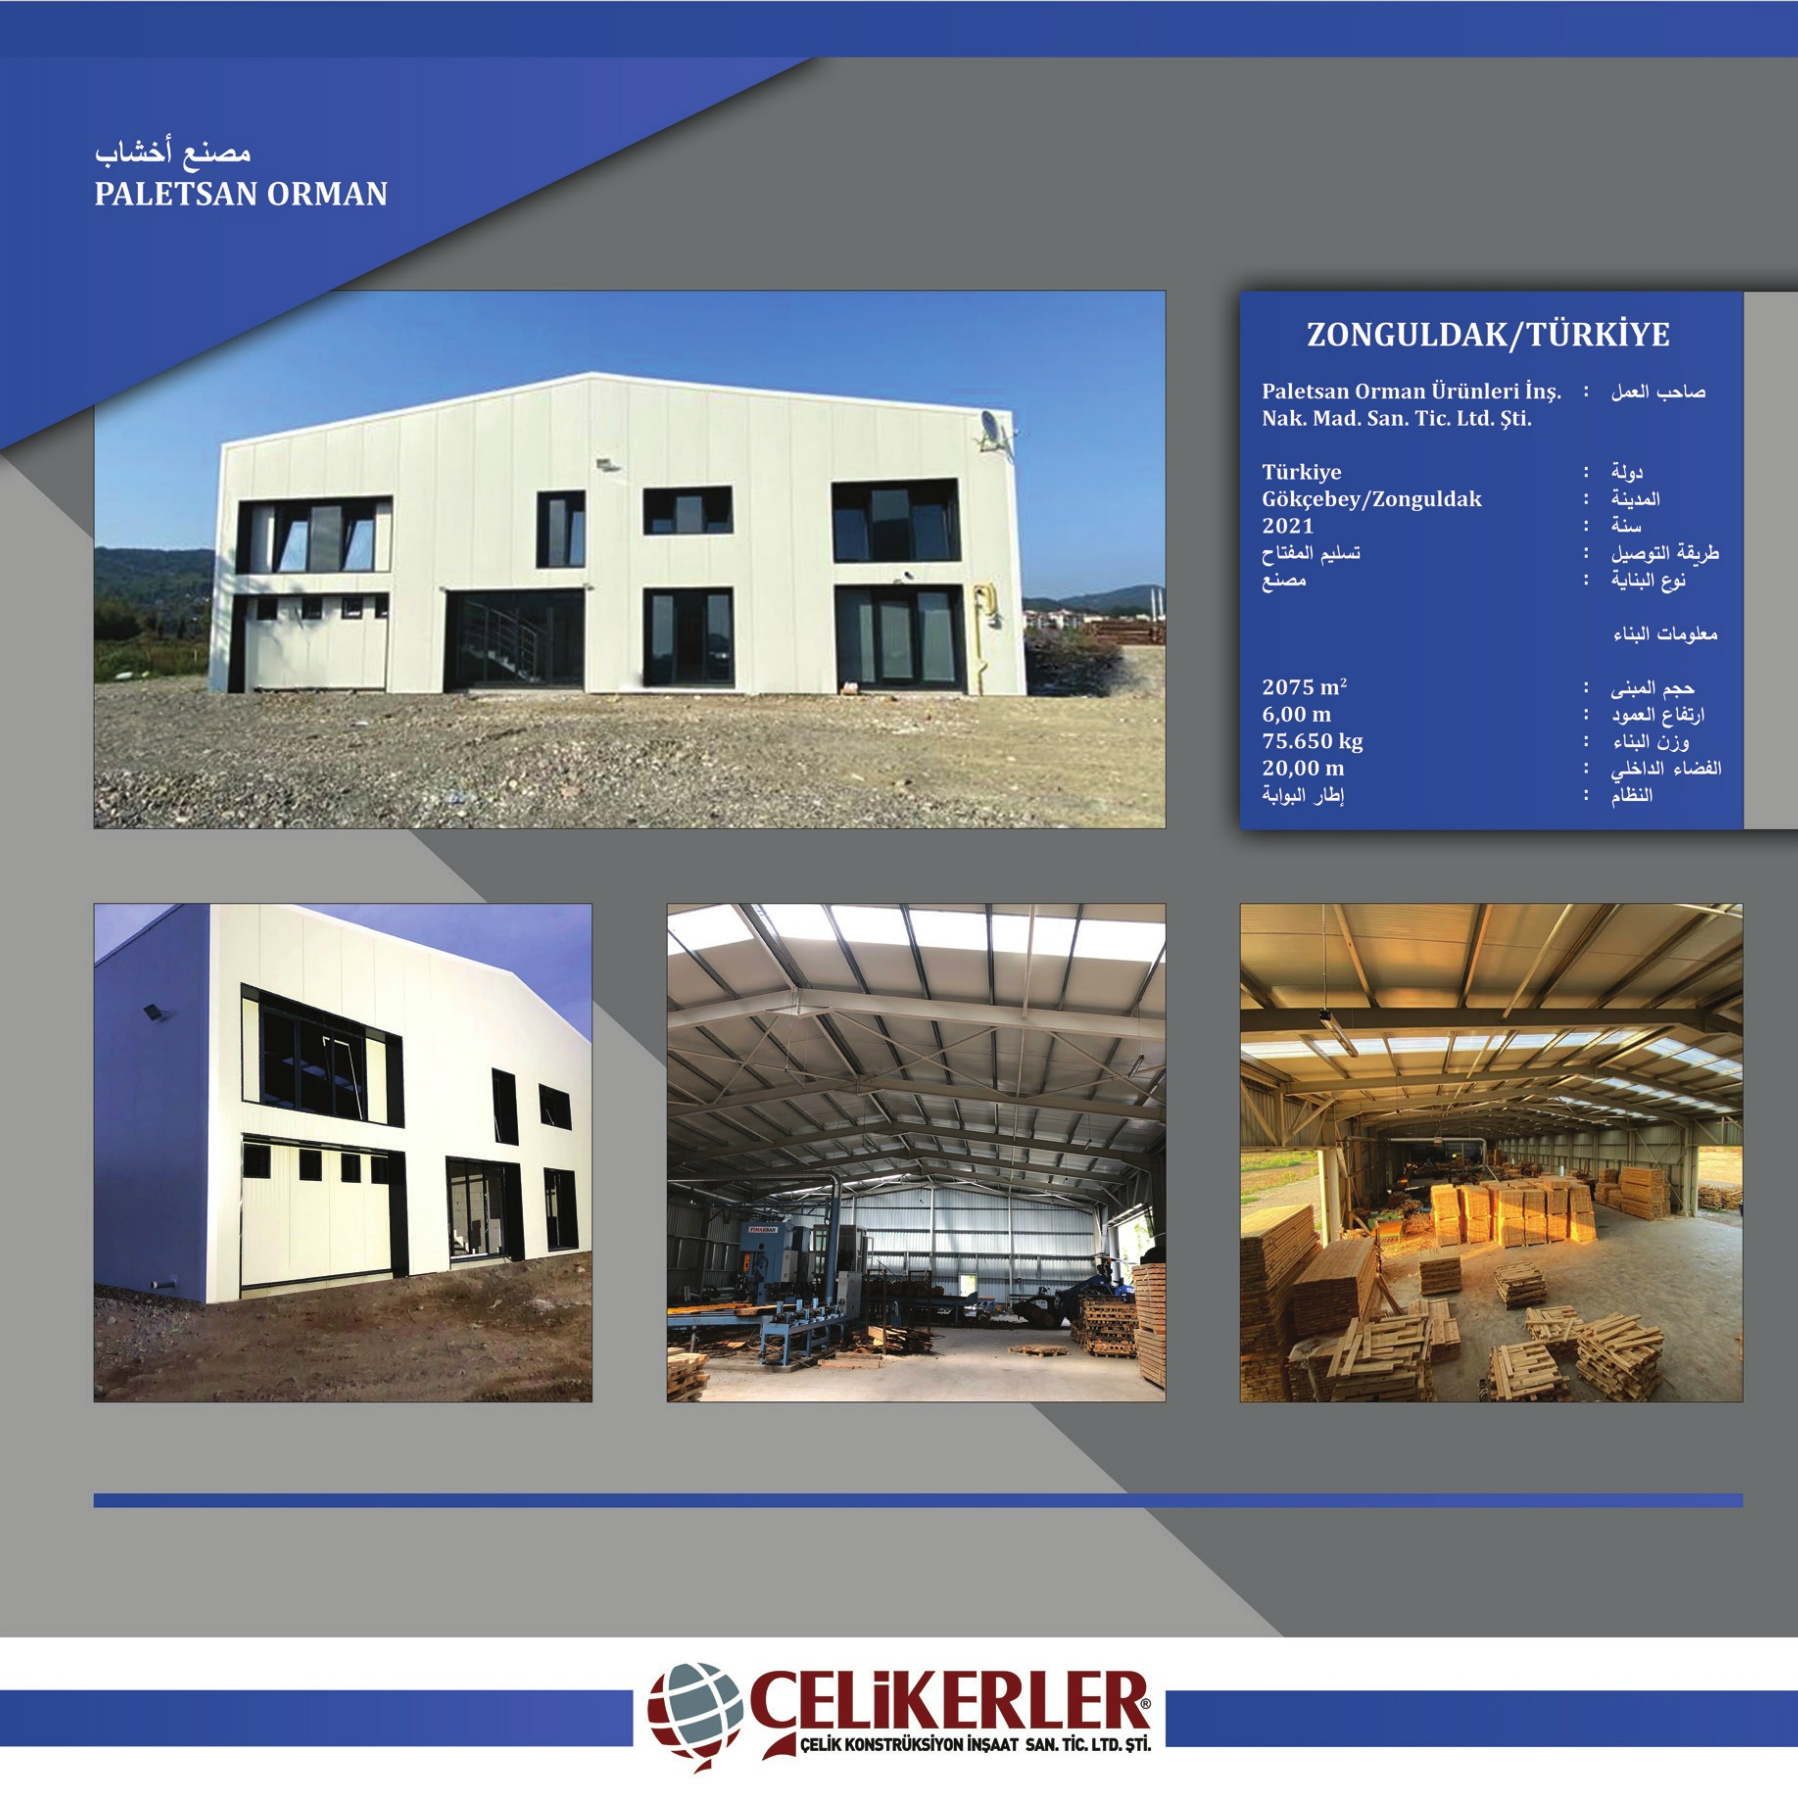 مصنع أخشاب
PALETSAN ORMAN
ZONGULDAK/TÜRKİYE
صاحب العمل : Paletsan Orman Ürünleri İnş.
Nak. Mad. San. Tic. Ltd. Şti.
دولة : Türkiye
المدينة : Gökçebey/Zonguldak
سنة : 2021
طريقة التوصيل : تسليم المفتاح
نوع البناية : مصنع
معلومات البناء
حجم المبنى : 2075 m²
ارتفاع العمود : 6,00 m
وزن البناء : 75.650 kg
الفضاء الداخلي : 20,00 m
النظام : إطار البوابة
ÇELİKERLER®
ÇELİK KONSTRÜKSİYON İNŞAAT SAN. TİC. LTD. ŞTİ.